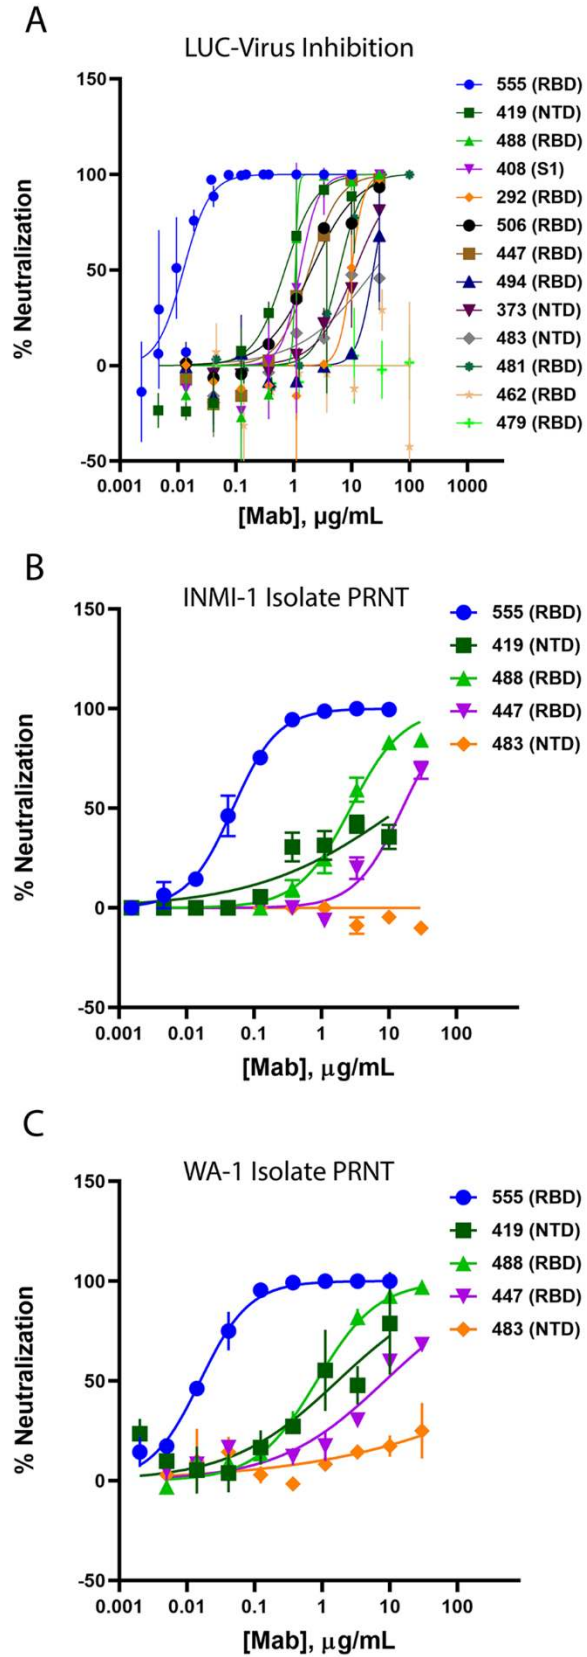 A
LUC-Virus Inhibition
150
100
50
0
-50
% Neutralization
0.001 0.01 0.1 1 10 100 1000
[Mab], µg/mL
555 (RBD)
419 (NTD)
488 (RBD)
408 (S1)
292 (RBD)
506 (RBD)
447 (RBD)
494 (RBD)
373 (NTD)
483 (NTD)
481 (RBD)
462 (RBD
479 (RBD)
B
INMI-1 Isolate PRNT
150
100
50
0
-50
% Neutralization
0.001 0.01 0.1 1 10 100
[Mab], µg/mL
555 (RBD)
419 (NTD)
488 (RBD)
447 (RBD)
483 (NTD)
C
WA-1 Isolate PRNT
150
100
50
0
-50
% Neutralization
0.001 0.01 0.1 1 10 100
[Mab], µg/mL
555 (RBD)
419 (NTD)
488 (RBD)
447 (RBD)
483 (NTD)